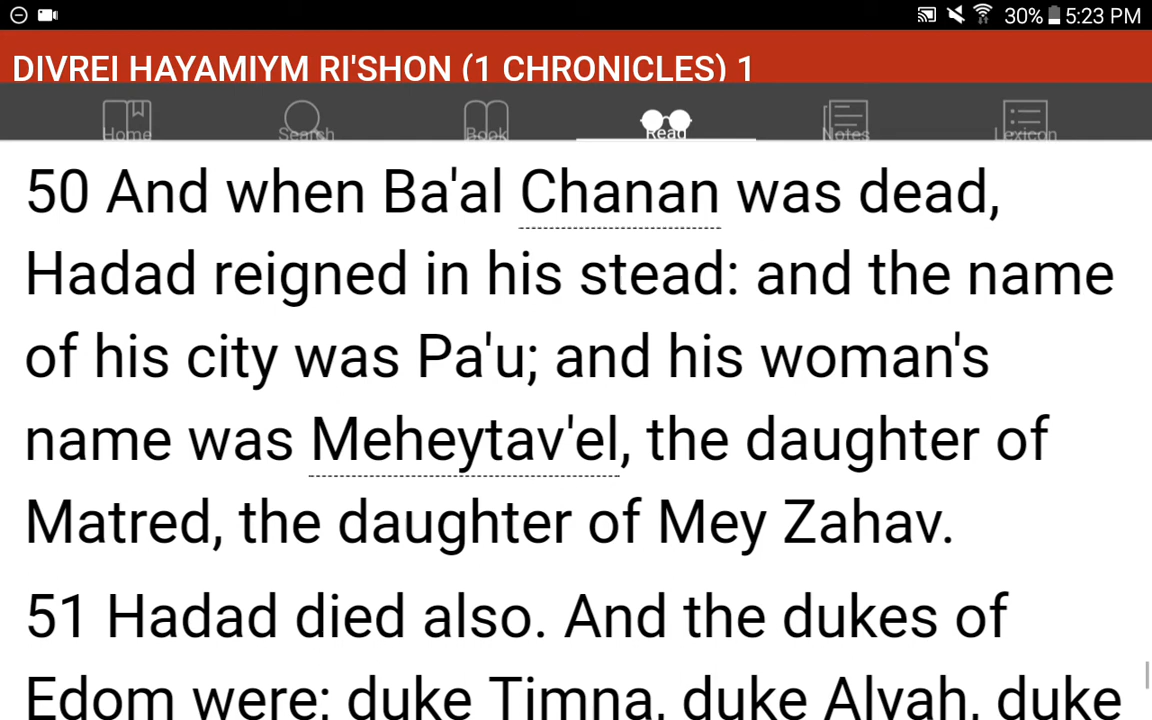 30% 5:23 PM
DIVREI HAYAMIYM RI'SHON (1 CHRONICLES) 1
Home Search Book Read Notes Lexicon
50 And when Ba'al Chanan was dead,
Hadad reigned in his stead: and the name
of his city was Pa'u; and his woman's
name was Meheytav'el, the daughter of
Matred, the daughter of Mey Zahav.
51 Hadad died also. And the dukes of
Edom were: duke Timna, duke Alvah, duke